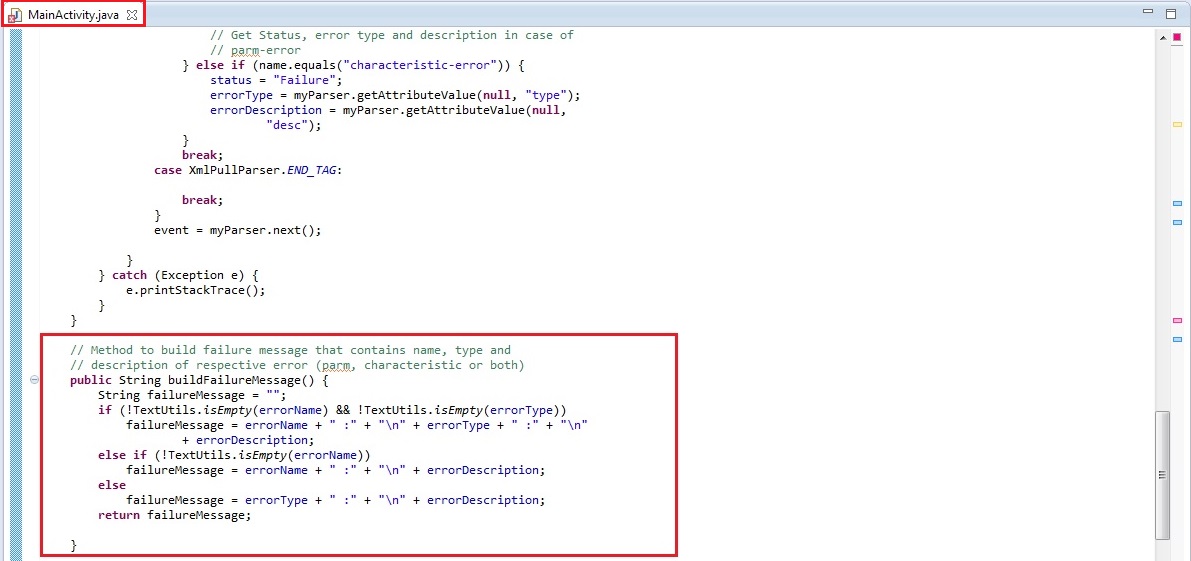 MainActivity.java
// Get Status, error type and description in case of
// parm-error
} else if (name.equals("characteristic-error")) {
status = "Failure";
errorType = myParser.getAttributeValue(null, "type");
errorDescription = myParser.getAttributeValue(null,
"desc");
}
break;
case XmlPullParser.END_TAG:
break;
}
event = myParser.next();
}
} catch (Exception e) {
e.printStackTrace();
}
}
// Method to build failure message that contains name, type and
// description of respective error (parm, characteristic or both)
public String buildFailureMessage() {
String failureMessage = "";
if (!TextUtils.isEmpty(errorName) && !TextUtils.isEmpty(errorType))
failureMessage = errorName + " :" + "\n" + errorType + " :" + "\n"
+ errorDescription;
else if (!TextUtils.isEmpty(errorName))
failureMessage = errorName + " :" + "\n" + errorDescription;
else
failureMessage = errorType + " :" + "\n" + errorDescription;
return failureMessage;
}